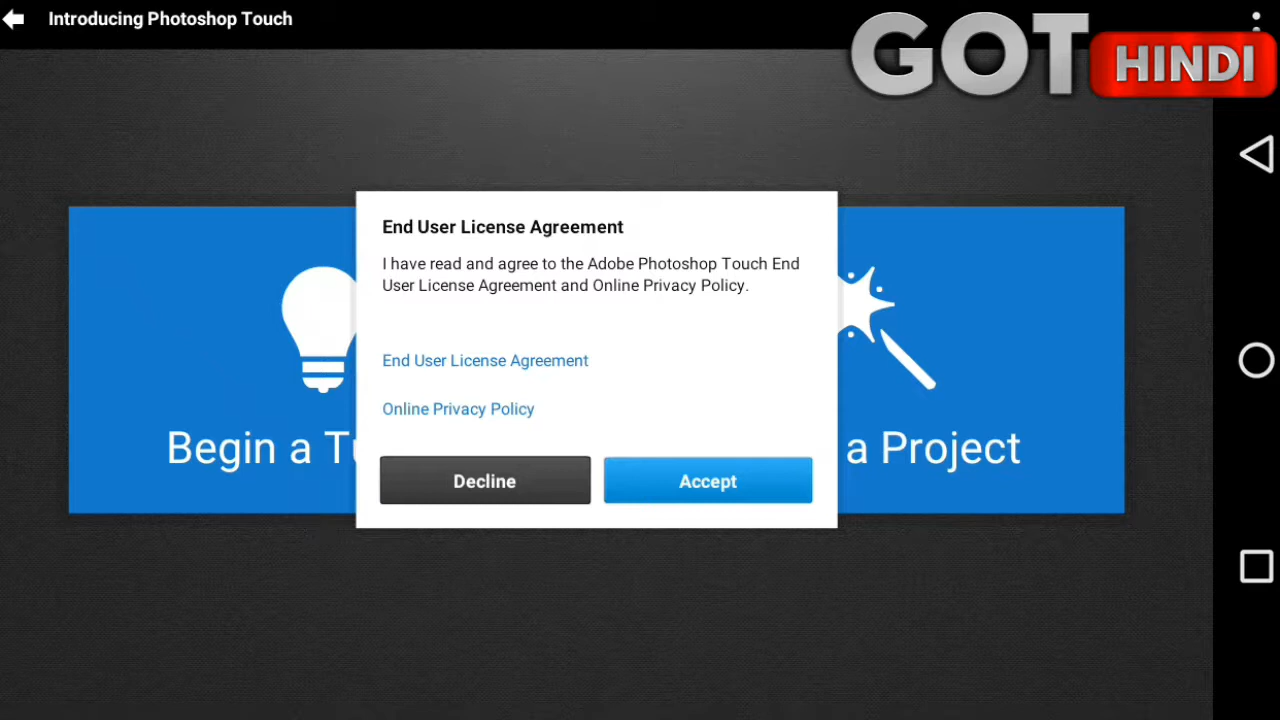 Introducing Photoshop Touch
GOT HINDI
End User License Agreement
I have read and agree to the Adobe Photoshop Touch End
User License Agreement and Online Privacy Policy.
End User License Agreement
Online Privacy Policy
Decline
Accept
Begin a
a Project